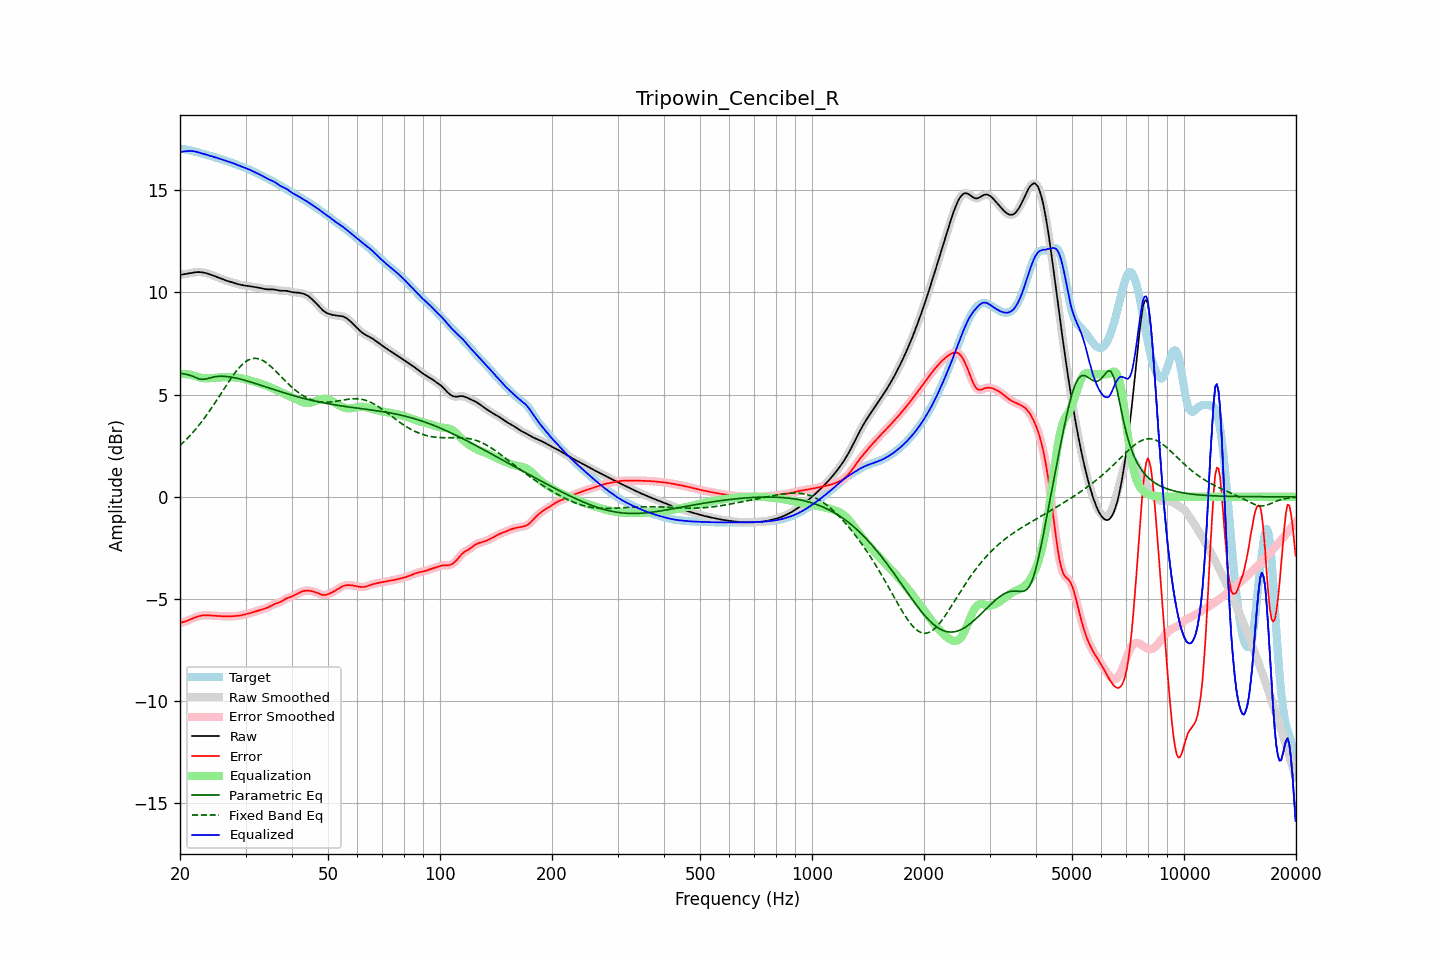 Tripowin_Cencibel_R
Amplitude (dBr)
15
10
5
0
−5
−10
−15
Target
Raw Smoothed
Error Smoothed
Raw
Error
Equalization
Parametric Eq
Fixed Band Eq
Equalized
20 50 100 200 500 1000 2000 5000 10000 20000
Frequency (Hz)